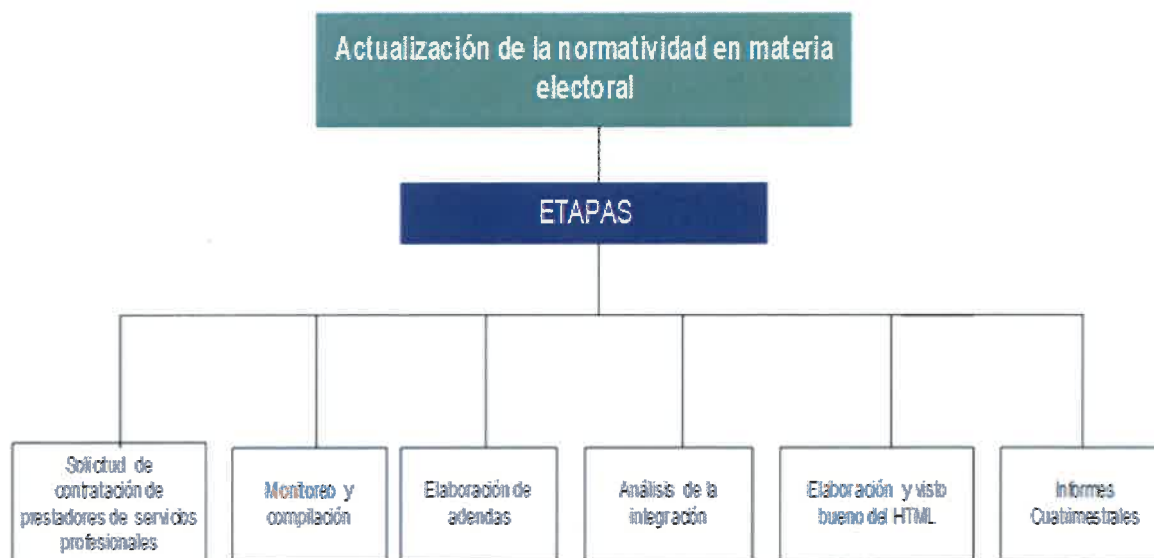 Actualización de la normatividad en materia
electoral
ETAPAS
Solicitud de
contratación de
prestadores de servicios
profesionales
Monitoreo y
compilación
Elaboración de
adendas
Análisis de la
integración
Elaboración y visto
bueno del HTML
Informes
Cuatrimestrales